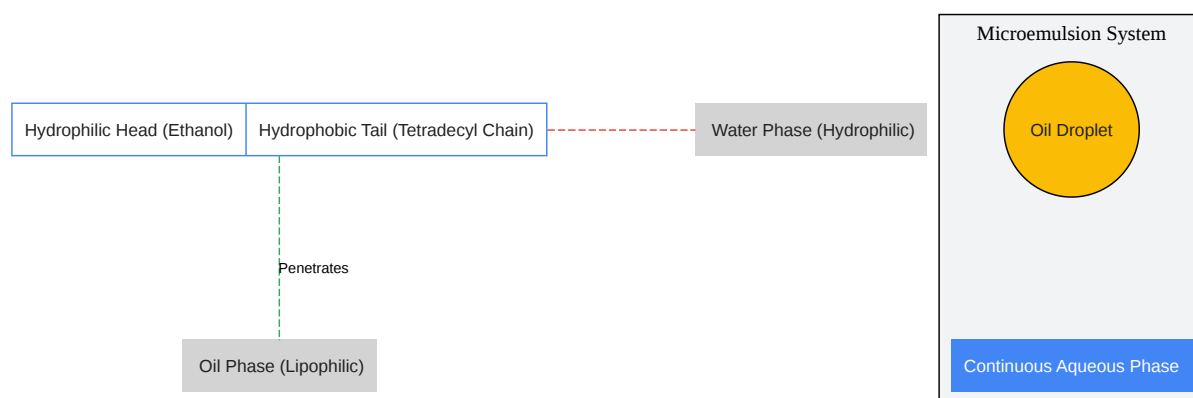 Microemulsion System
Hydrophilic Head (Ethanol)
Hydrophobic Tail (Tetradecyl Chain)
Water Phase (Hydrophilic)
Oil Droplet
Penetrates
Oil Phase (Lipophilic)
Continuous Aqueous Phase